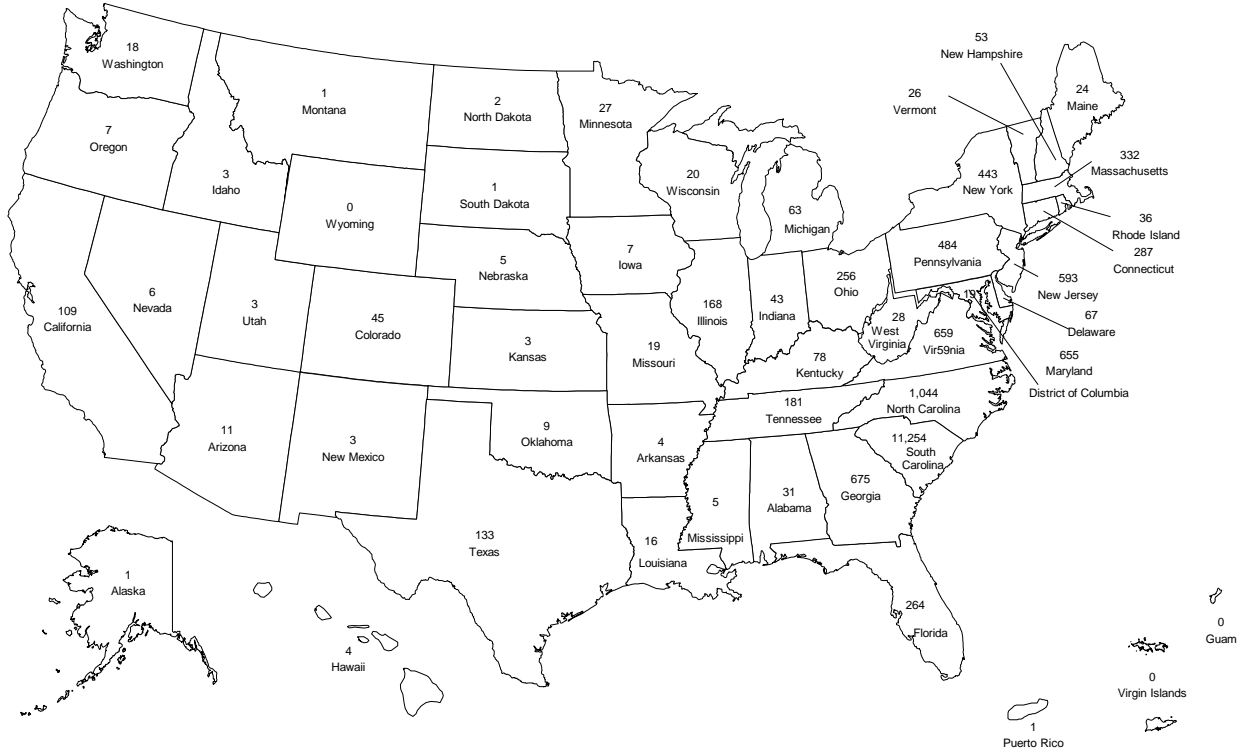 53
New Hampshire
18
Washington
26
Vermont
24
Maine
1
Montana
2
North Dakota
27
Minnesota
7
Oregon
332
Massachusetts
3
Idaho
1
South Dakota
20
Wisconsin
443
New York
0
Wyoming
63
Michigan
36
Rhode Island
287
Connecticut
5
Nebraska
7
Iowa
484
Pennsylvania
109
California
6
Nevada
3
Utah
45
Colorado
168
Illinois
43
Indiana
256
Ohio
593
New Jersey
28
West
Virginia
659
Vir59nia
67
Delaware
3
Kansas
19
Missouri
78
Kentucky
655
Maryland
19
District of Columbia
181
Tennessee
1,044
North Carolina
11
Arizona
3
New Mexico
9
Oklahoma
4
Arkansas
11,254
South
Carolina
5
Mississippi
31
Alabama
675
Georgia
133
Texas
16
Louisiana
1
Alaska
4
Hawaii
264
Florida
0
Guam
0
Virgin Islands
1
Puerto Rico